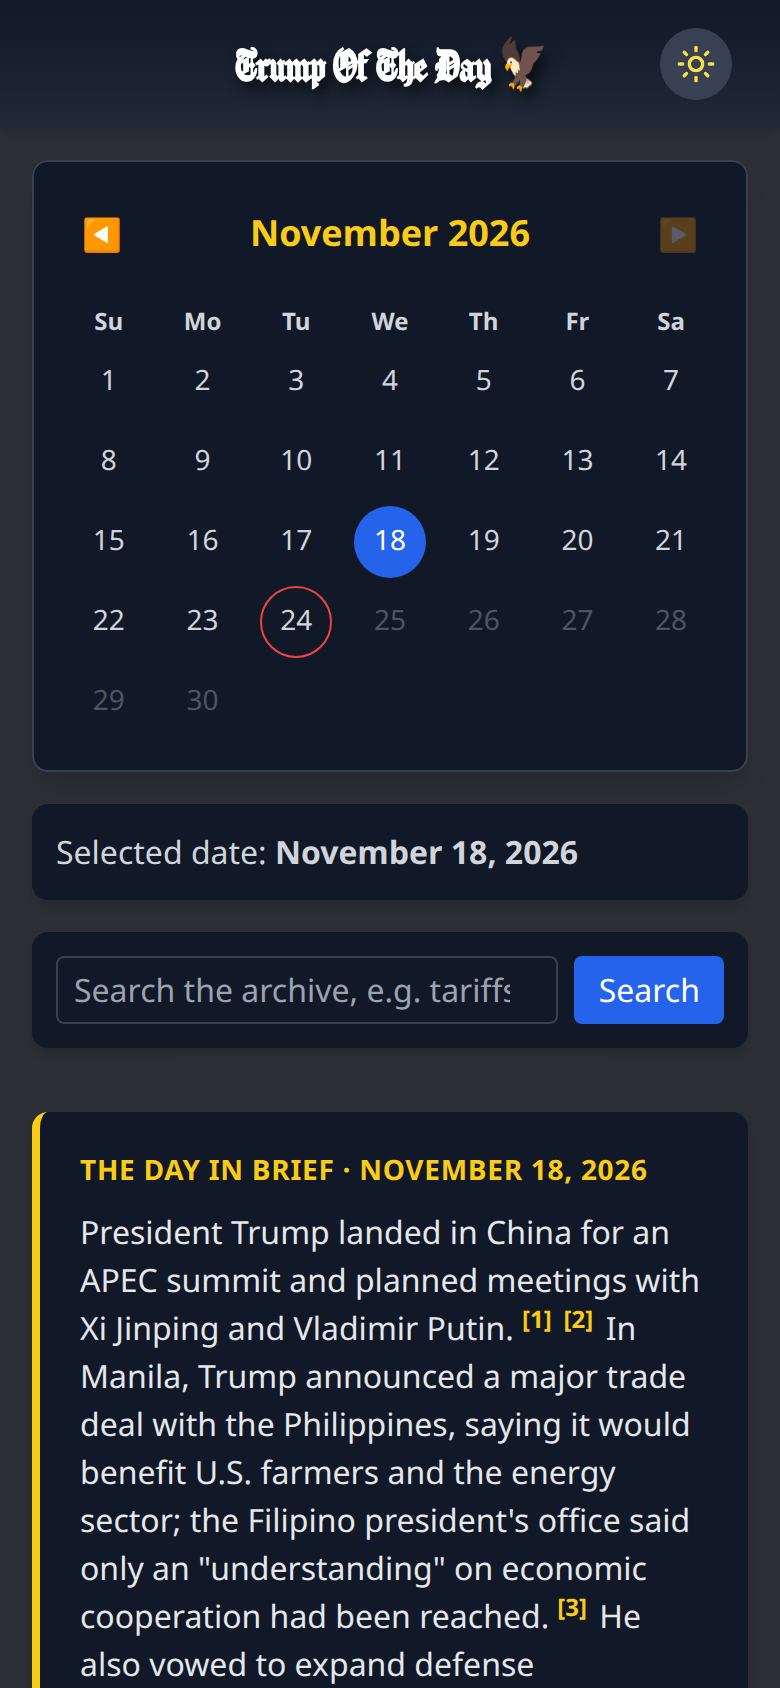 Trump Of The Day
November 2026
Su Mo Tu We Th Fr Sa
1 2 3 4 5 6 7
8 9 10 11 12 13 14
15 16 17 18 19 20 21
22 23 24 25 26 27 28
29 30
Selected date: November 18, 2026
Search the archive, e.g. tariffs
Search
THE DAY IN BRIEF · NOVEMBER 18, 2026
President Trump landed in China for an
APEC summit and planned meetings with
Xi Jinping and Vladimir Putin. [1] [2] In
Manila, Trump announced a major trade
deal with the Philippines, saying it would
benefit U.S. farmers and the energy
sector; the Filipino president's office said
only an "understanding" on economic
cooperation had been reached. [3] He
also vowed to expand defense